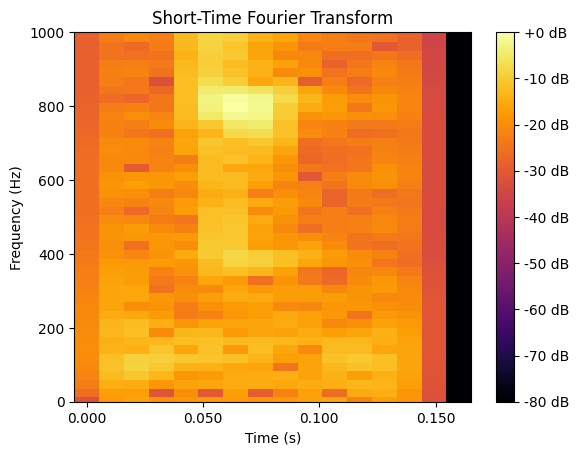 Short-Time Fourier Transform
1000
800
600
400
200
0
Frequency (Hz)
0.000
0.050
0.100
0.150
Time (s)
+0 dB
-10 dB
-20 dB
-30 dB
-40 dB
-50 dB
-60 dB
-70 dB
-80 dB